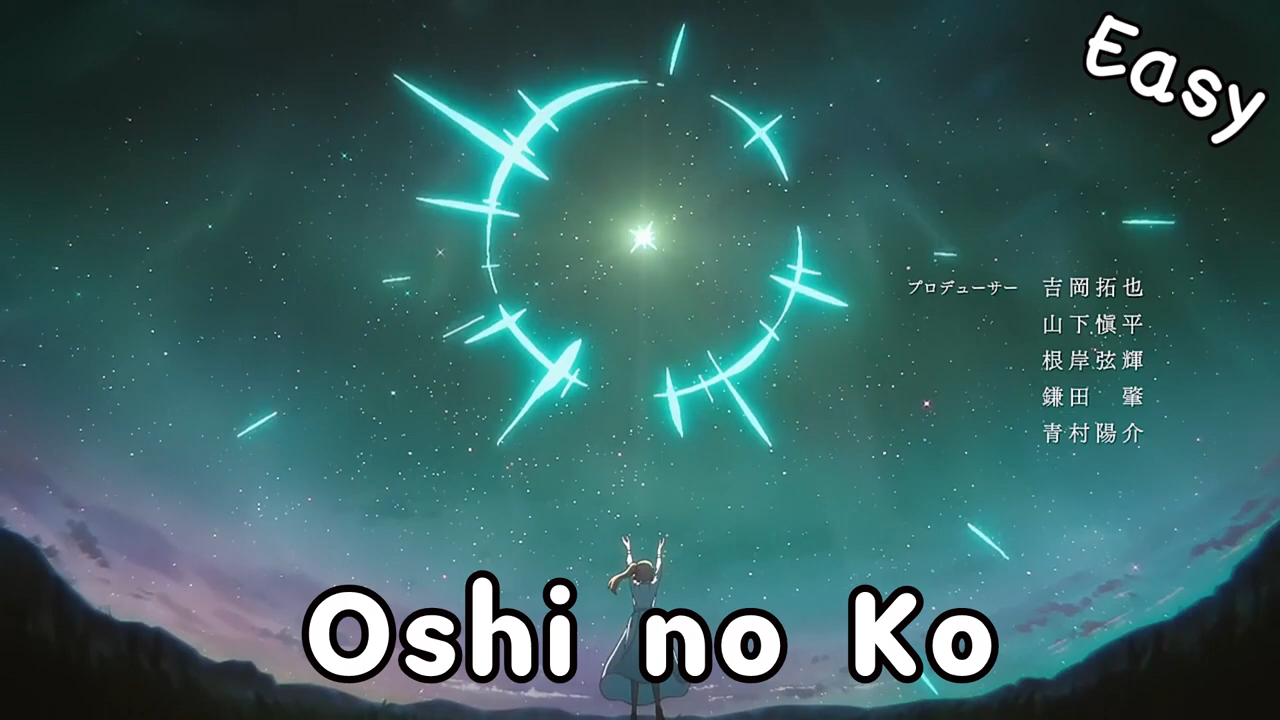 Easy
プロデューサー 吉岡拓也
山下愼平
根岸弦輝
鎌田 肇
青村陽介
Oshi no Ko